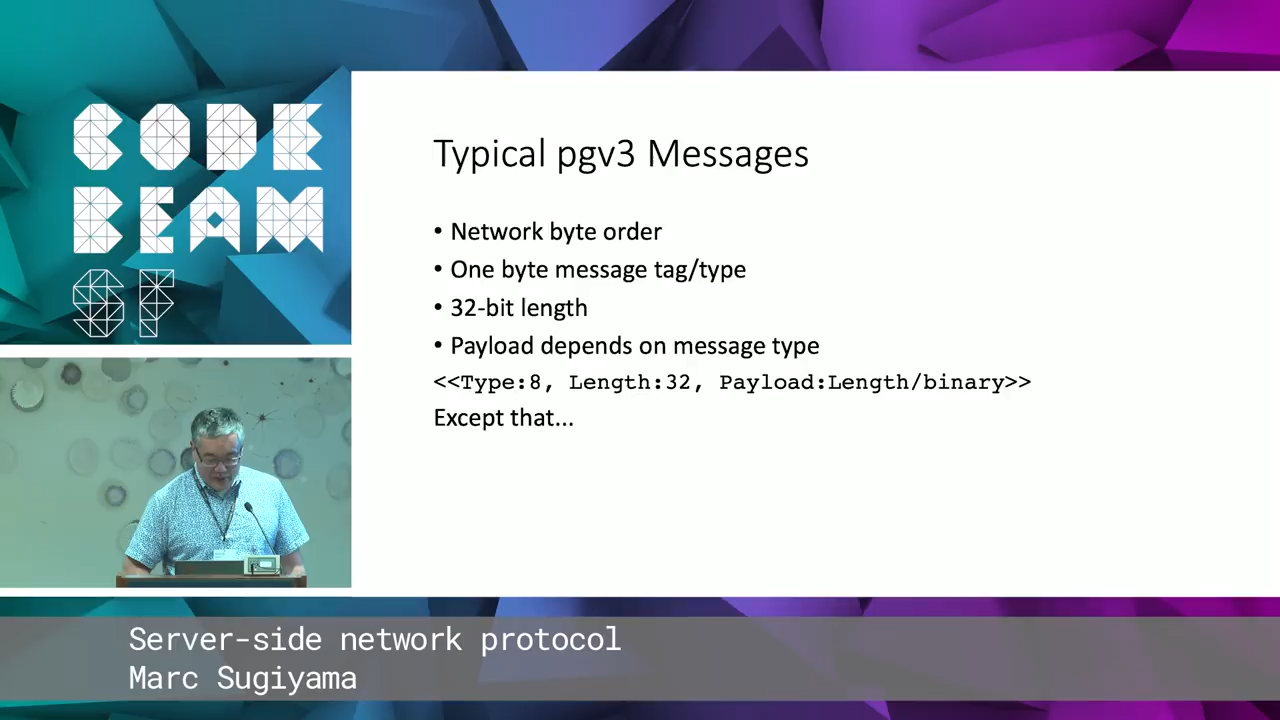 CODE
BEAM
SF
Typical pgv3 Messages
• Network byte order
• One byte message tag/type
• 32-bit length
• Payload depends on message type
<<Type:8, Length:32, Payload:Length/binary>>
Except that...
Server-side network protocol
Marc Sugiyama